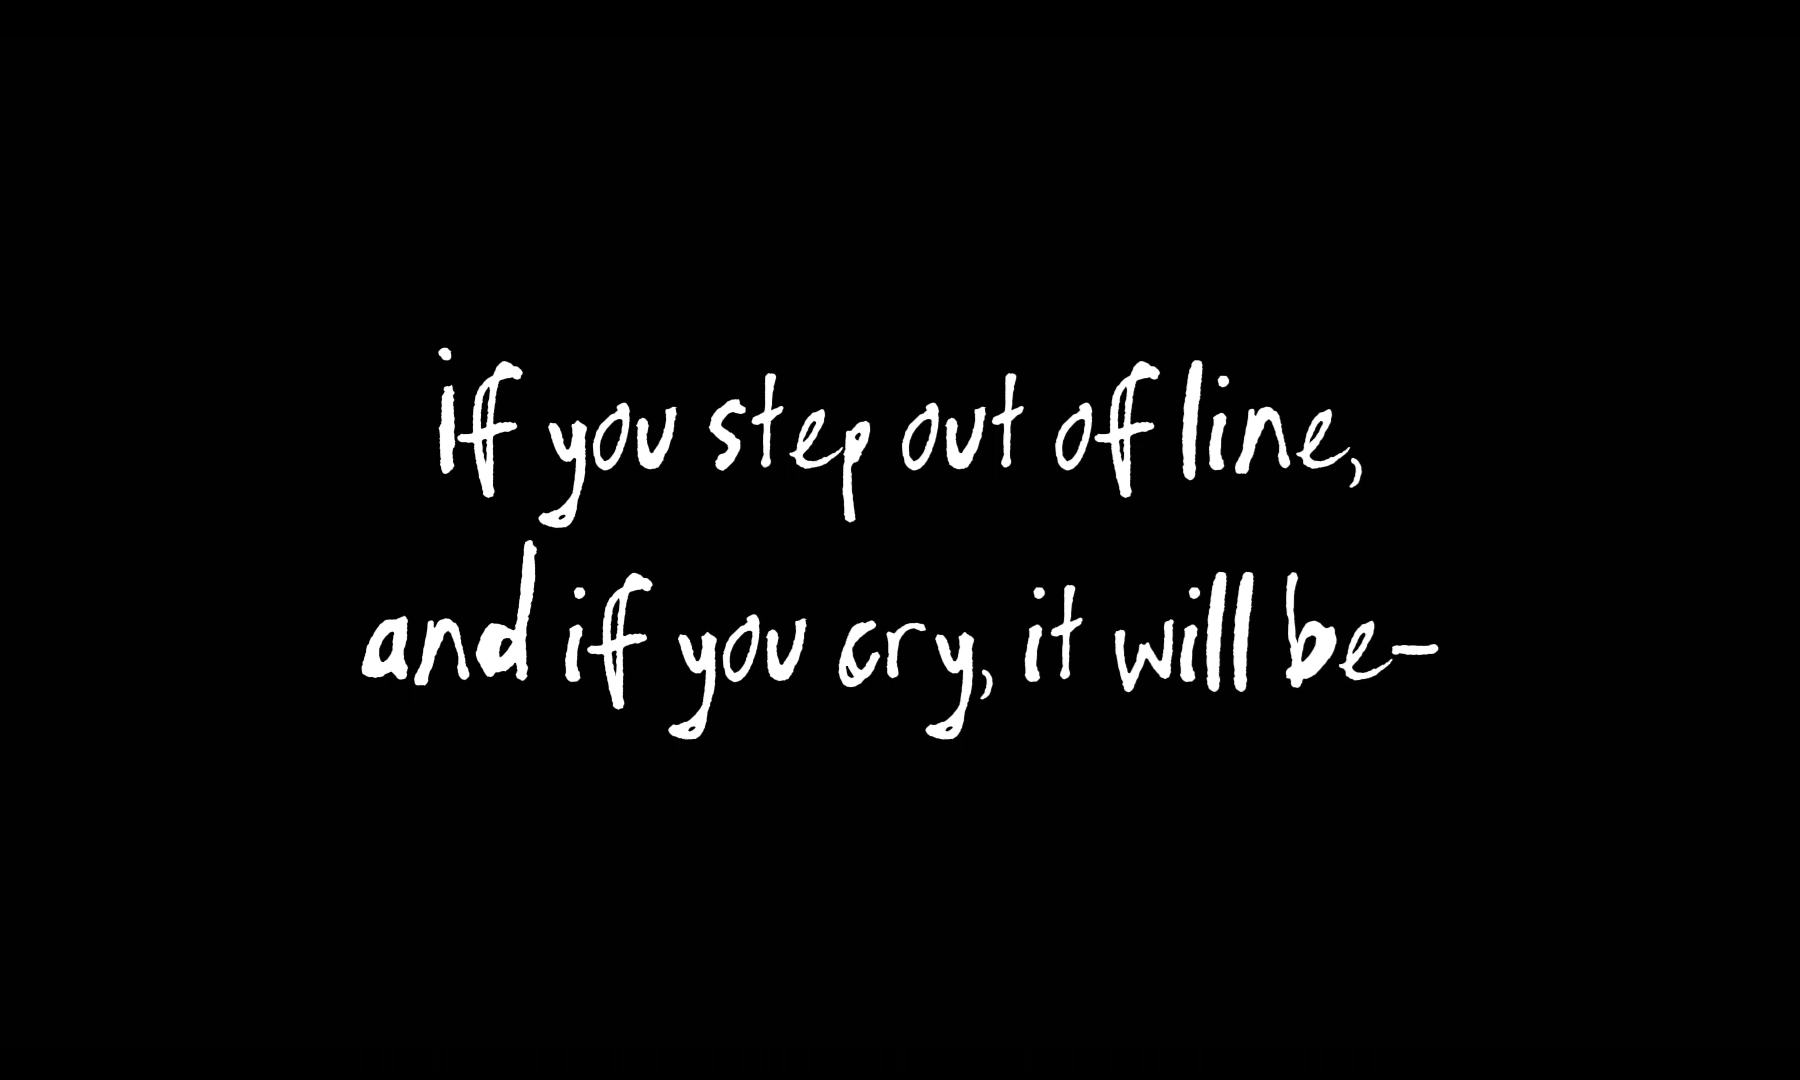 if you step out of line,
and if you cry, it will be-